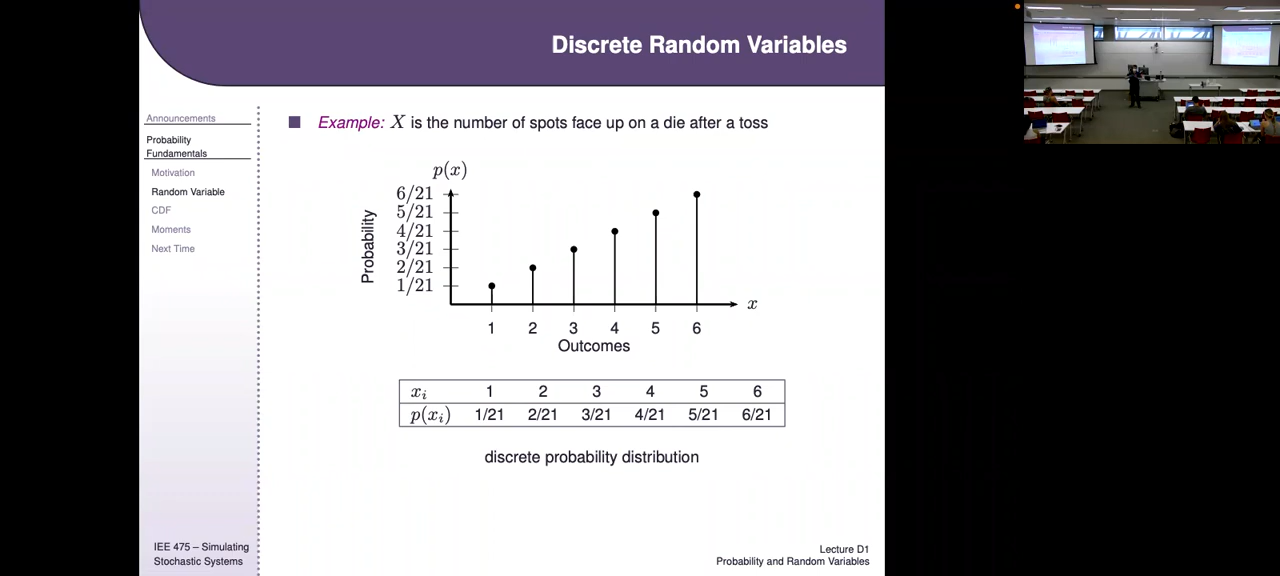 Discrete Random Variables
Announcements
Probability
Fundamentals
Motivation
Random Variable
CDF
Moments
Next Time
Example: X is the number of spots face up on a die after a toss
p(x)
6/21
5/21
4/21
3/21
2/21
1/21
Probability
x
1 2 3 4 5 6
Outcomes
xᵢ 1 2 3 4 5 6
p(xᵢ) 1/21 2/21 3/21 4/21 5/21 6/21
discrete probability distribution
IEE 475 – Simulating
Stochastic Systems
Lecture D1
Probability and Random Variables